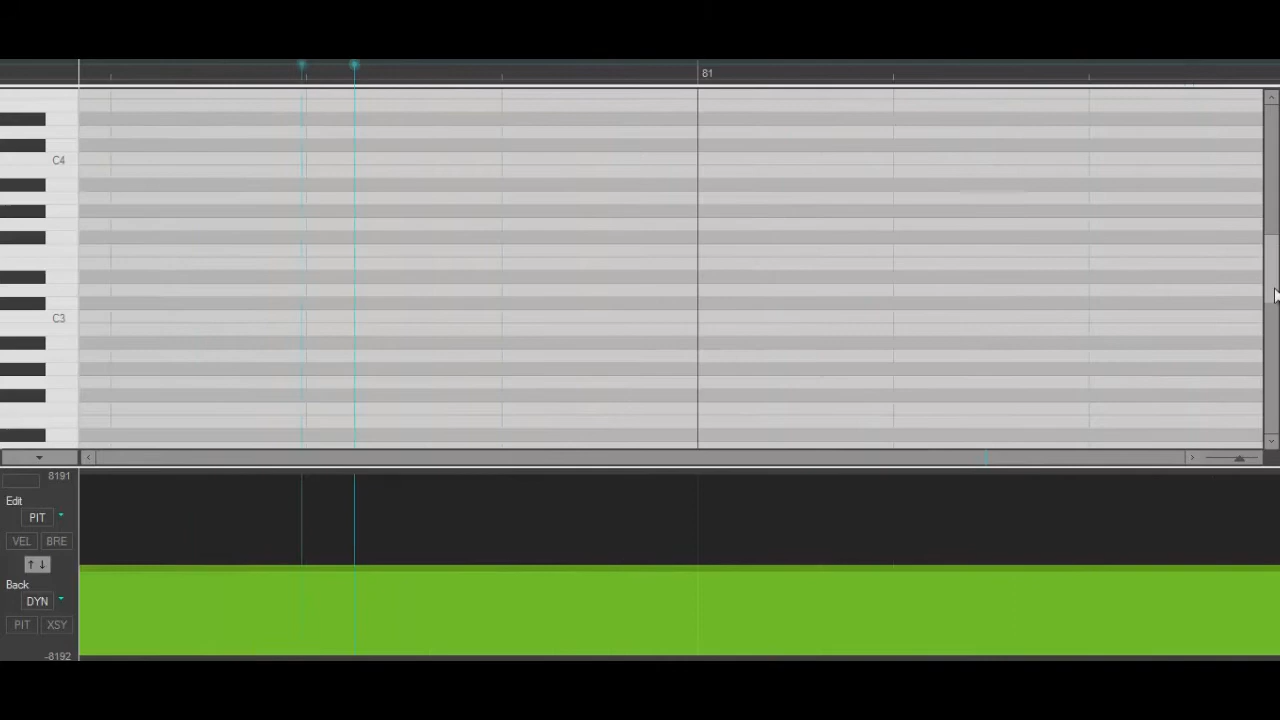 81
C4
C3
8191
Edit
PIT
VEL BRE
Back
DYN
PIT XSY
-8192